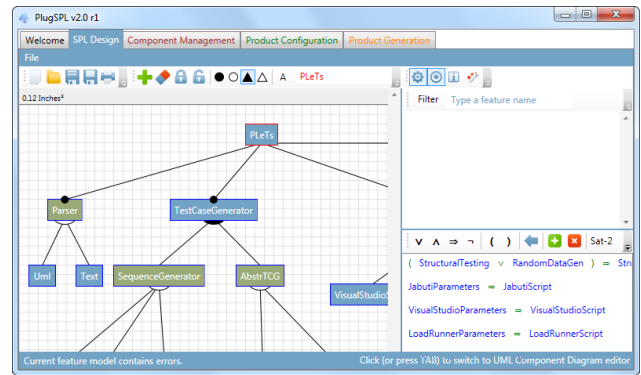 PlugSPL v2.0 r1
Welcome SPL Design Component Management Product Configuration Product Generation
File
A PLeTs
0.12 Inches²
Filter Type a feature name
PLeTs
Parser TestCaseGenerator
Uml Text SequenceGenerator AbstrTCG
VisualStudioS
∨ ∧ ⇒ ¬ ( ) Sat-2
( StructuralTesting ∨ RandomDataGen ) ⇒ Stru
JabutiParameters ⇒ JabutiScript
VisualStudioParameters ⇒ VisualStudioScript
LoadRunnerParameters ⇒ LoadRunnerScript
Current feature model contains errors. Click (or press TAB) to switch to UML Component Diagram editor